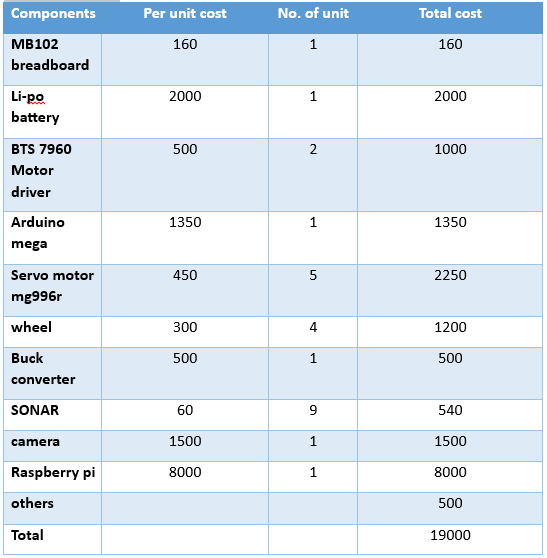 Components Per unit cost No. of unit Total cost
MB102 160 1 160
breadboard
Li-po 2000 1 2000
battery
BTS 7960 500 2 1000
Motor
driver
Arduino 1350 1 1350
mega
Servo motor 450 5 2250
mg996r
wheel 300 4 1200
Buck 500 1 500
converter
SONAR 60 9 540
camera 1500 1 1500
Raspberry pi 8000 1 8000
others 500
Total 19000